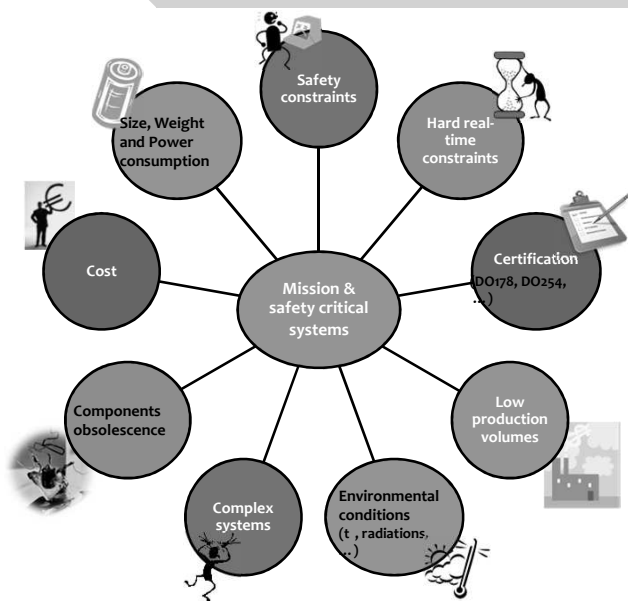 Safety
constraints
Hard real-
time
constraints
Certification
(DO178, DO254,
...)
Low
production
volumes
Environmental
conditions
(t , radiations,
...)
Complex
systems
Components
obsolescence
Cost
Size, Weight
and Power
consumption
Mission &
safety critical
systems